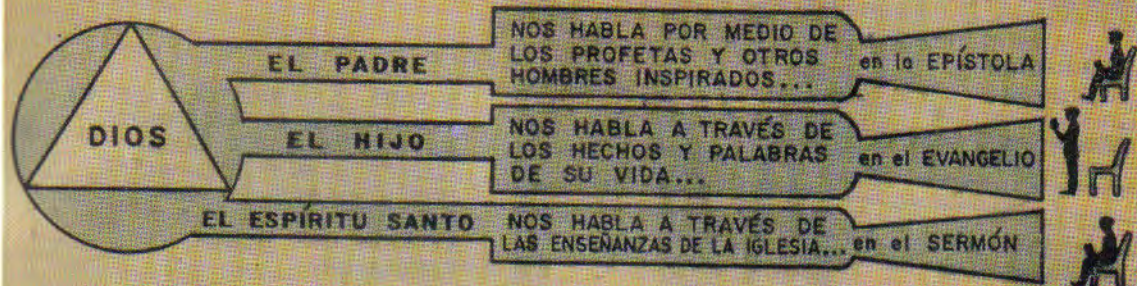 DIOS
EL PADRE
NOS HABLA POR MEDIO DE
LOS PROFETAS Y OTROS
HOMBRES INSPIRADOS...
en la EPÍSTOLA
EL HIJO
NOS HABLA A TRAVÉS DE
LOS HECHOS Y PALABRAS
DE SU VIDA...
en el EVANGELIO
EL ESPÍRITU SANTO
NOS HABLA A TRAVÉS DE
LAS ENSEÑANZAS DE LA IGLESIA...
en el SERMÓN